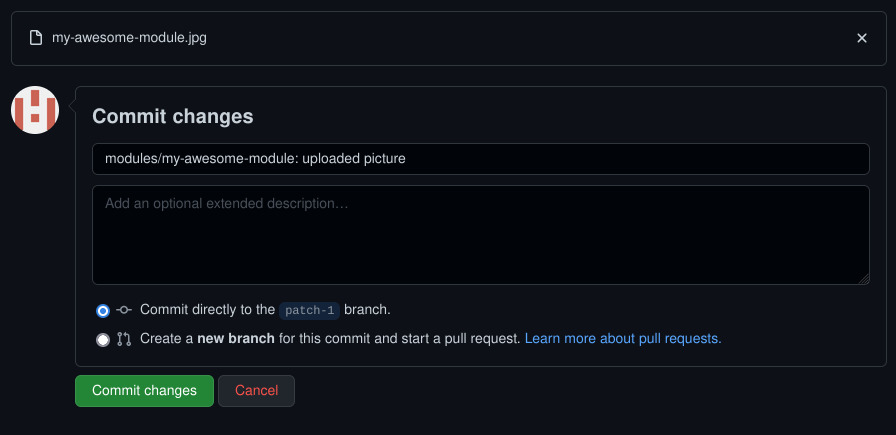 my-awesome-module.jpg
Commit changes
modules/my-awesome-module: uploaded picture
Add an optional extended description…
Commit directly to the patch-1 branch.
Create a new branch for this commit and start a pull request. Learn more about pull requests.
Commit changes Cancel